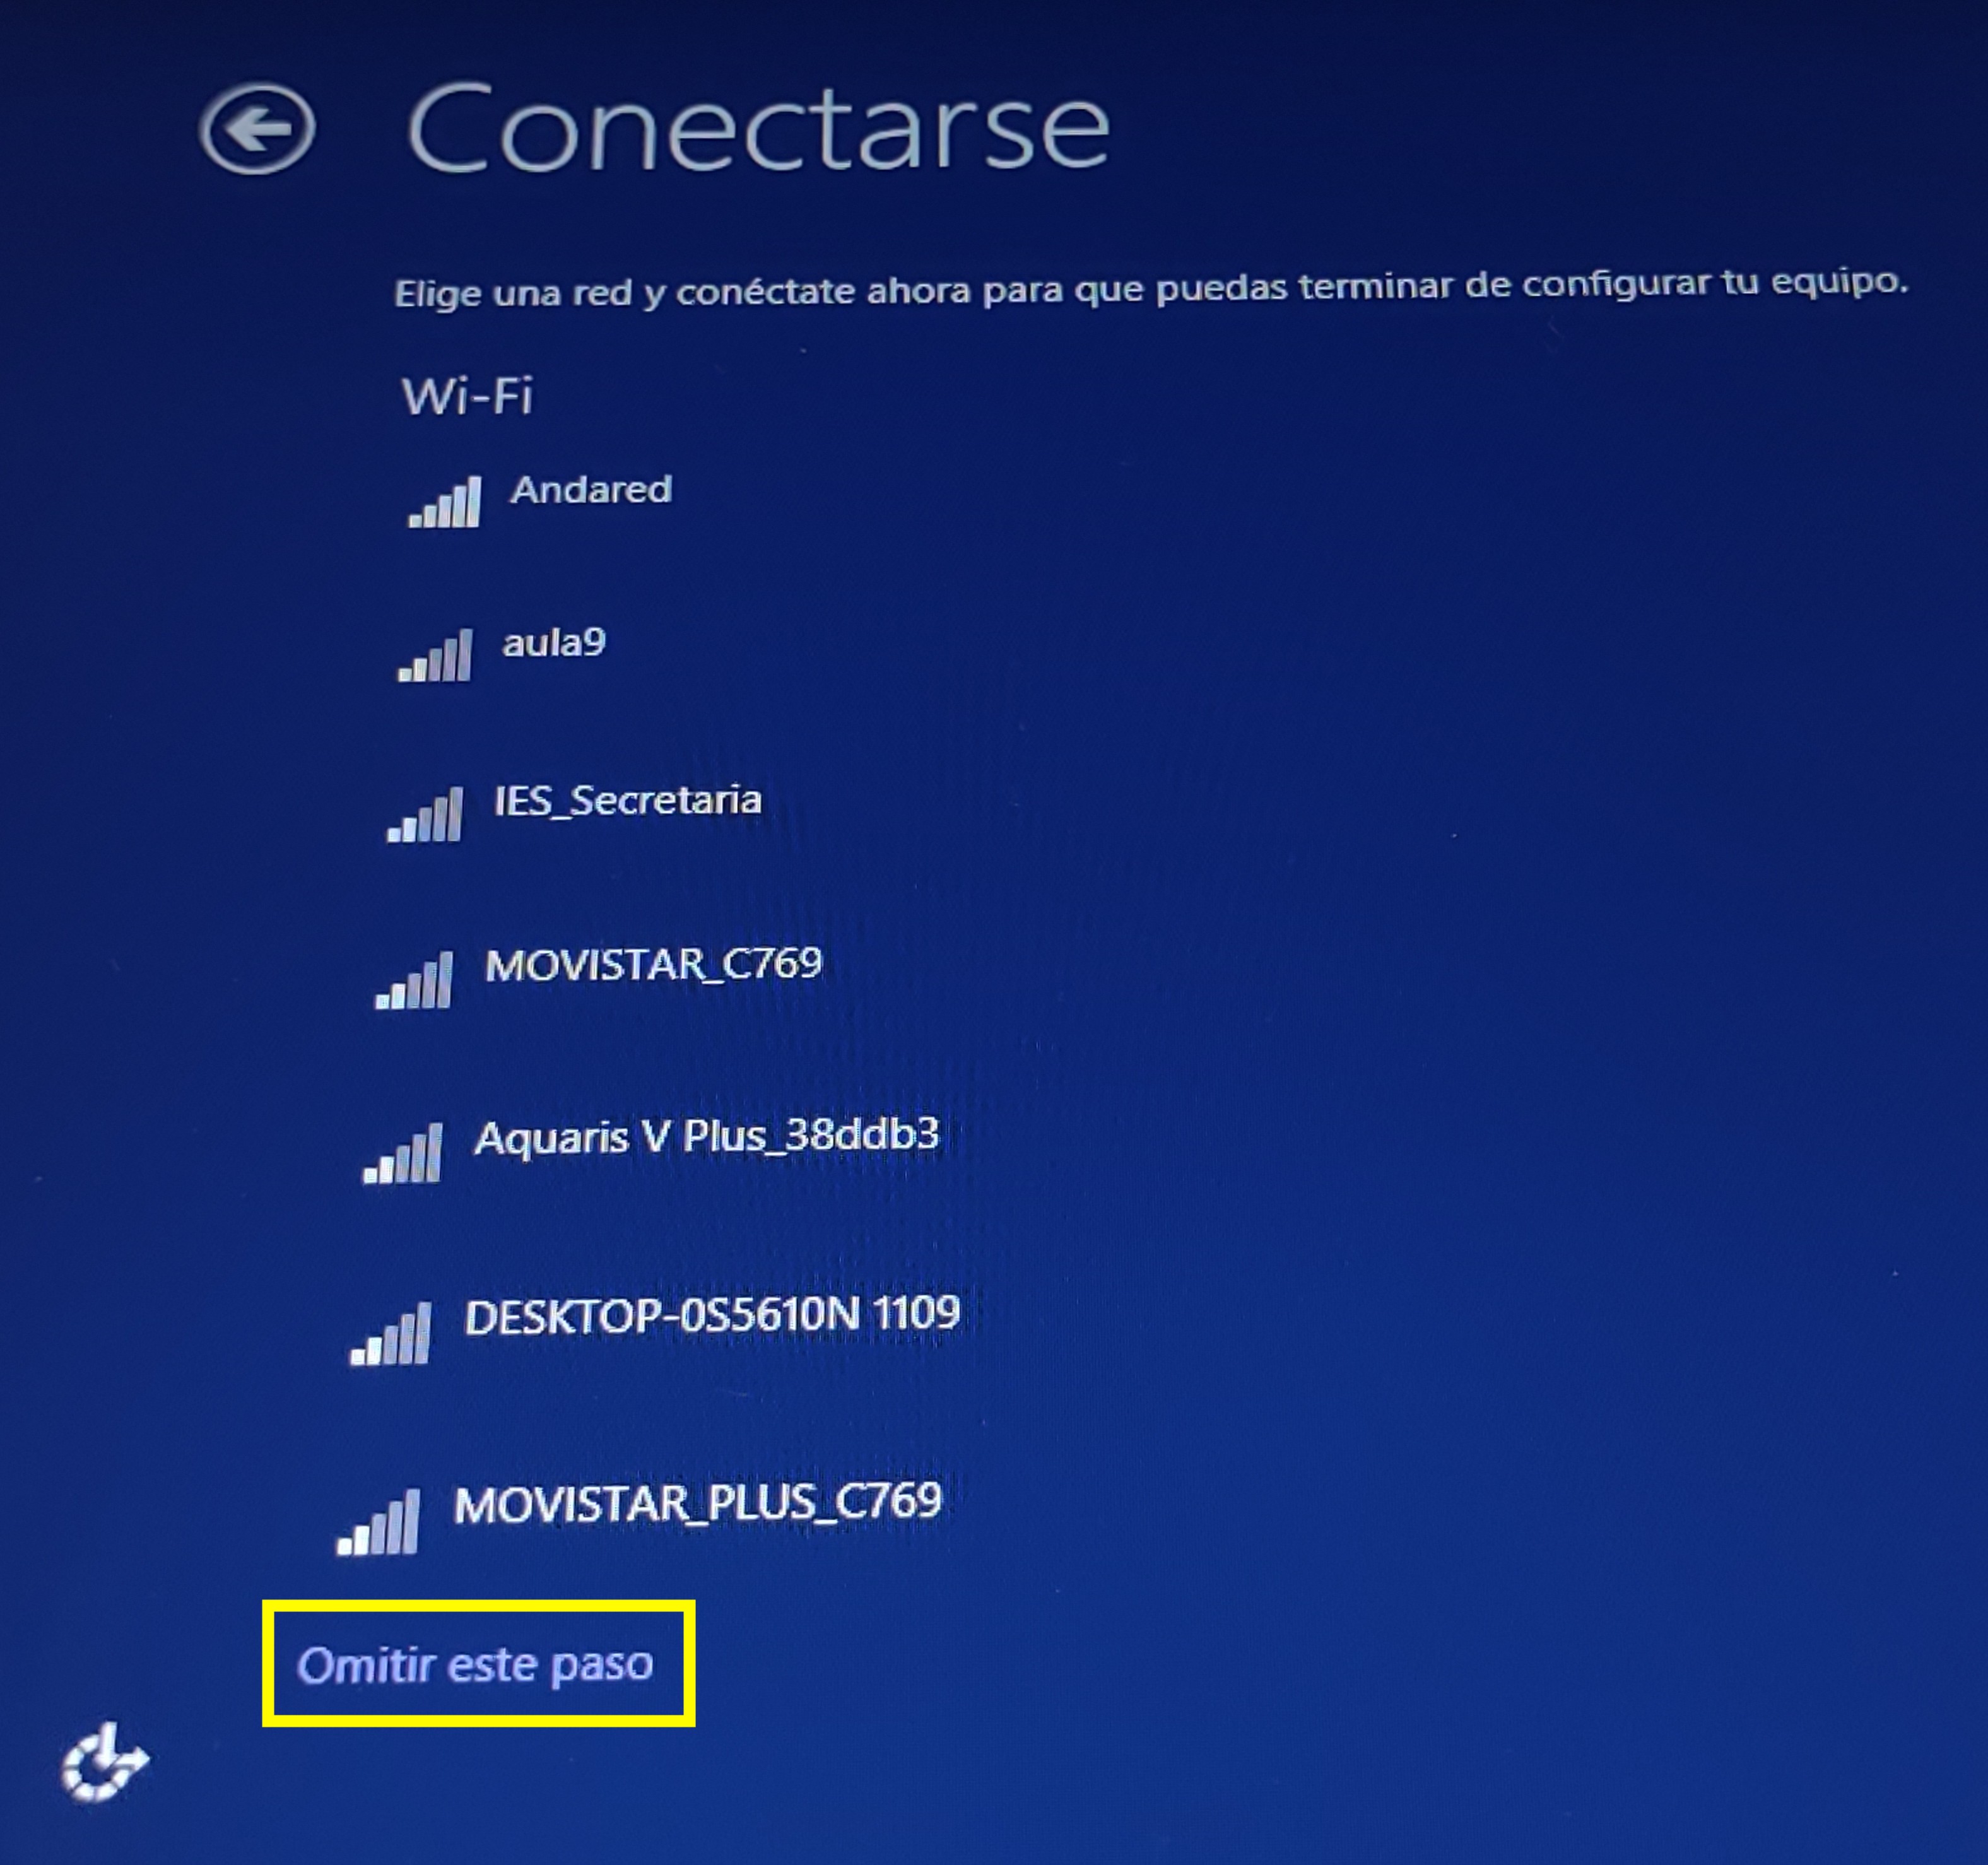 Conectarse
Elige una red y conéctate ahora para que puedas terminar de configurar tu equipo.
Wi-Fi
Andared
aula9
IES_Secretaria
MOVISTAR_C769
Aquaris V Plus_38ddb3
DESKTOP-0S5610N 1109
MOVISTAR_PLUS_C769
Omitir este paso